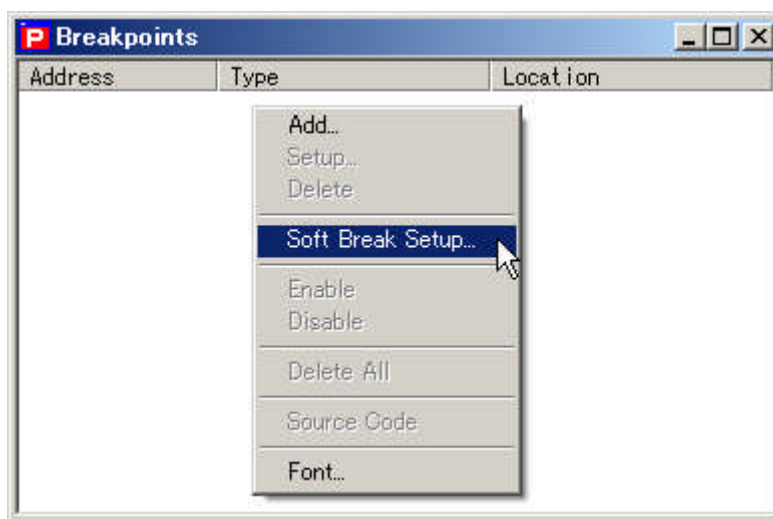 P Breakpoints
Address Type Location
Add...
Setup...
Delete
Soft Break Setup...
Enable
Disable
Delete All
Source Code
Font...